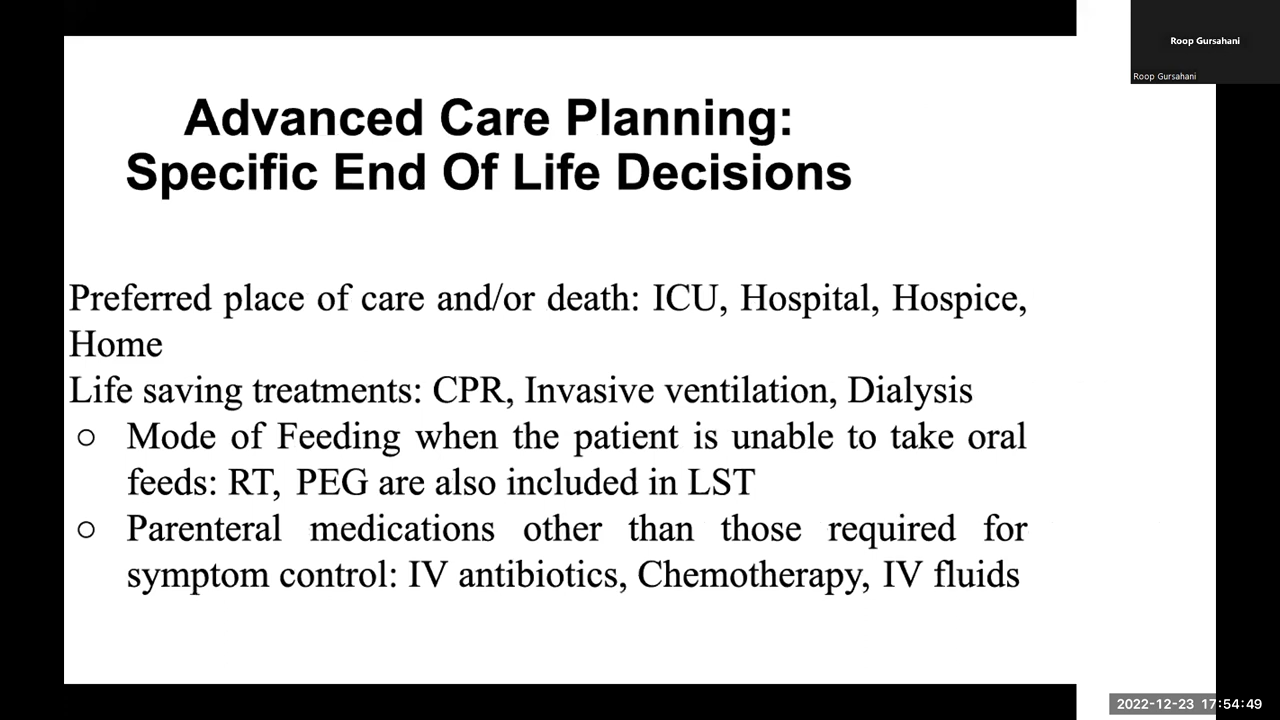 Roop Gursahani
Roop Gursahani
Advanced Care Planning:
Specific End Of Life Decisions
Preferred place of care and/or death: ICU, Hospital, Hospice,
Home
Life saving treatments: CPR, Invasive ventilation, Dialysis
○ Mode of Feeding when the patient is unable to take oral
feeds: RT, PEG are also included in LST
○ Parenteral medications other than those required for
symptom control: IV antibiotics, Chemotherapy, IV fluids
2022-12-23 17:54:49